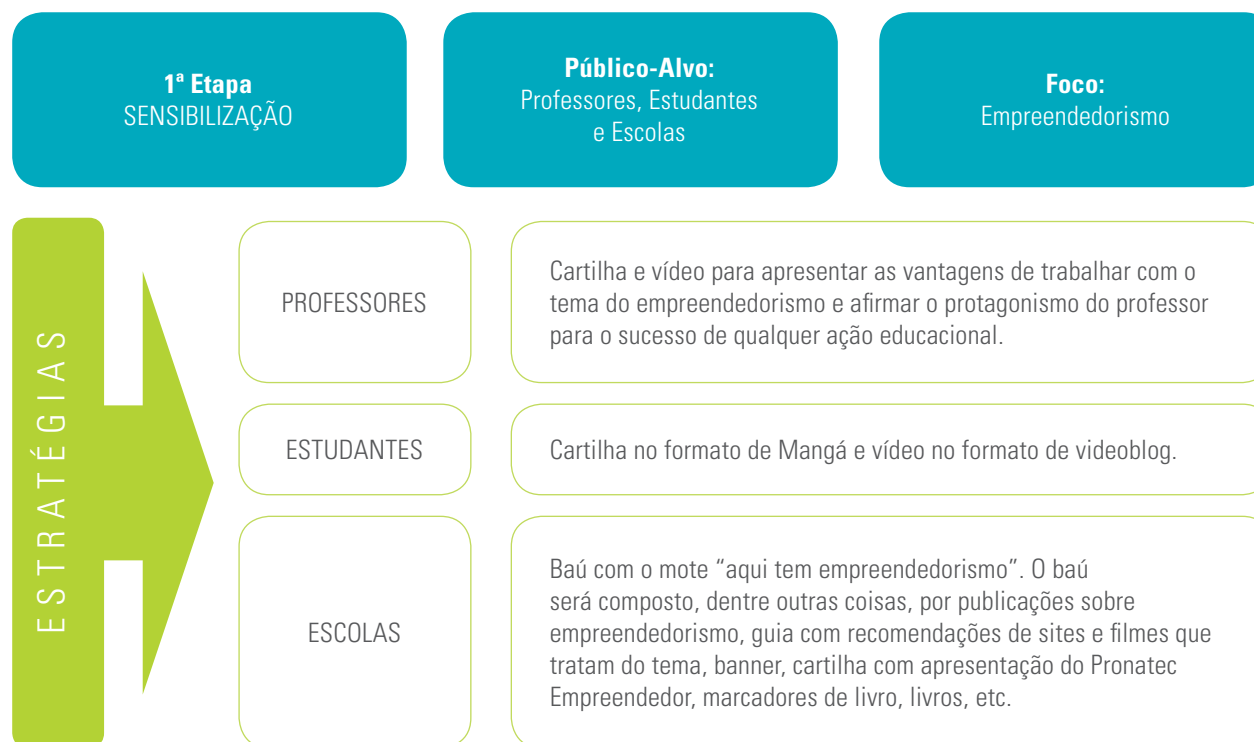 1ª Etapa
SENSIBILIZAÇÃO
Público-Alvo:
Professores, Estudantes
e Escolas
Foco:
Empreendedorismo
ESTRATÉGIAS
PROFESSORES
Cartilha e vídeo para apresentar as vantagens de trabalhar com o
tema do empreendedorismo e afirmar o protagonismo do professor
para o sucesso de qualquer ação educacional.
ESTUDANTES
Cartilha no formato de Mangá e vídeo no formato de videoblog.
ESCOLAS
Baú com o mote “aqui tem empreendedorismo”. O baú
será composto, dentre outras coisas, por publicações sobre
empreendedorismo, guia com recomendações de sites e filmes que
tratam do tema, banner, cartilha com apresentação do Pronatec
Empreendedor, marcadores de livro, livros, etc.